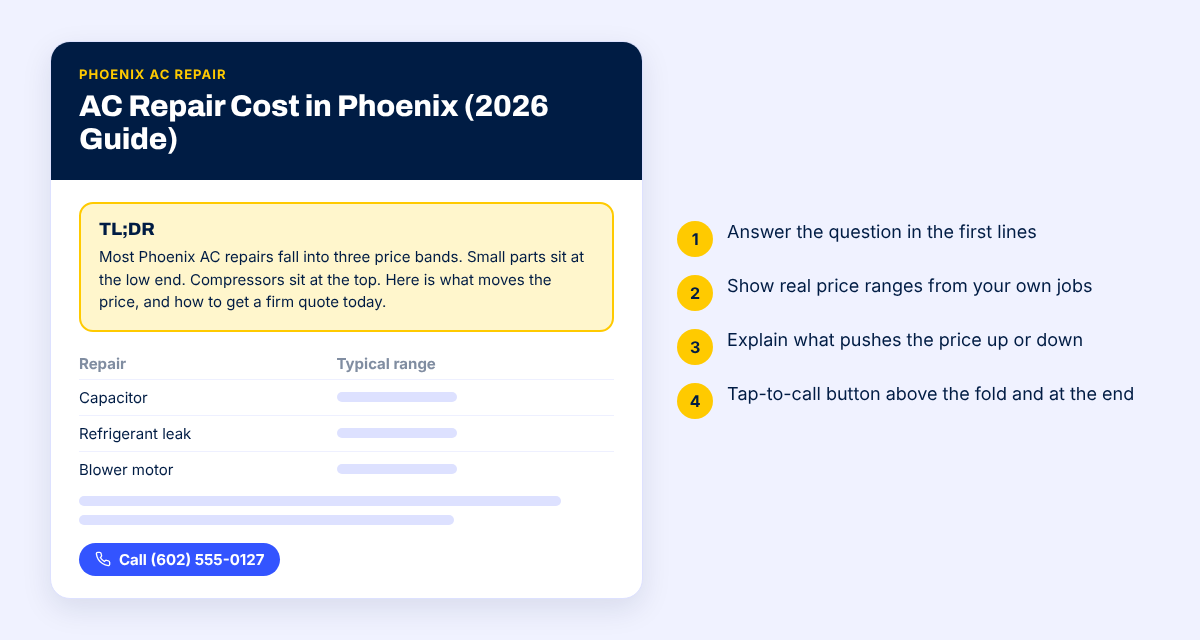 PHOENIX AC REPAIR
AC Repair Cost in Phoenix (2026
Guide)
TL;DR
Most Phoenix AC repairs fall into three price bands. Small parts sit at
the low end. Compressors sit at the top. Here is what moves the
price, and how to get a firm quote today.
Repair Typical range
Capacitor
Refrigerant leak
Blower motor
Call (602) 555-0127
1 Answer the question in the first lines
2 Show real price ranges from your own jobs
3 Explain what pushes the price up or down
4 Tap-to-call button above the fold and at the end